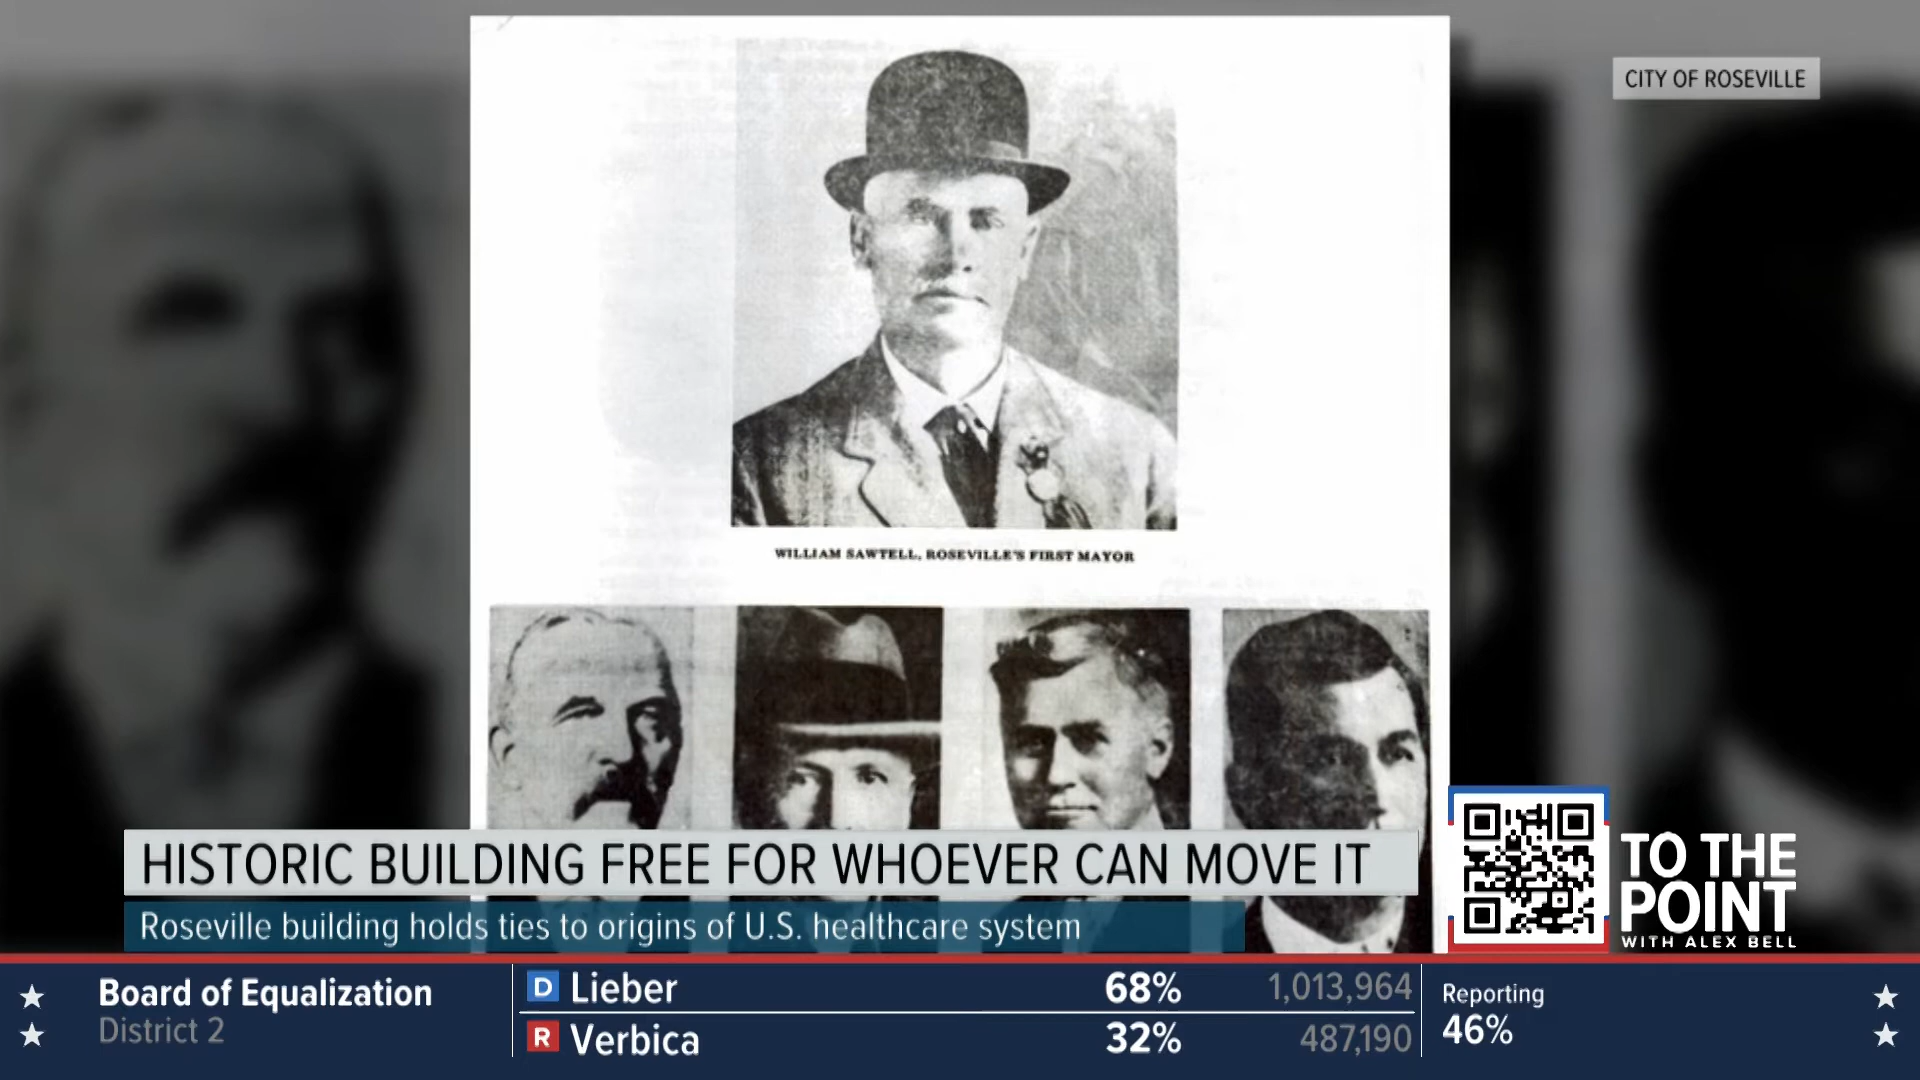 CITY OF ROSEVILLE
WILLIAM SAWTELL, ROSEVILLE'S FIRST MAYOR
HISTORIC BUILDING FREE FOR WHOEVER CAN MOVE IT
Roseville building holds ties to origins of U.S. healthcare system
TO THE
POINT
WITH ALEX BELL
Board of Equalization
District 2
D Lieber 68% 1,013,964
R Verbica 32% 487,190
Reporting
46%